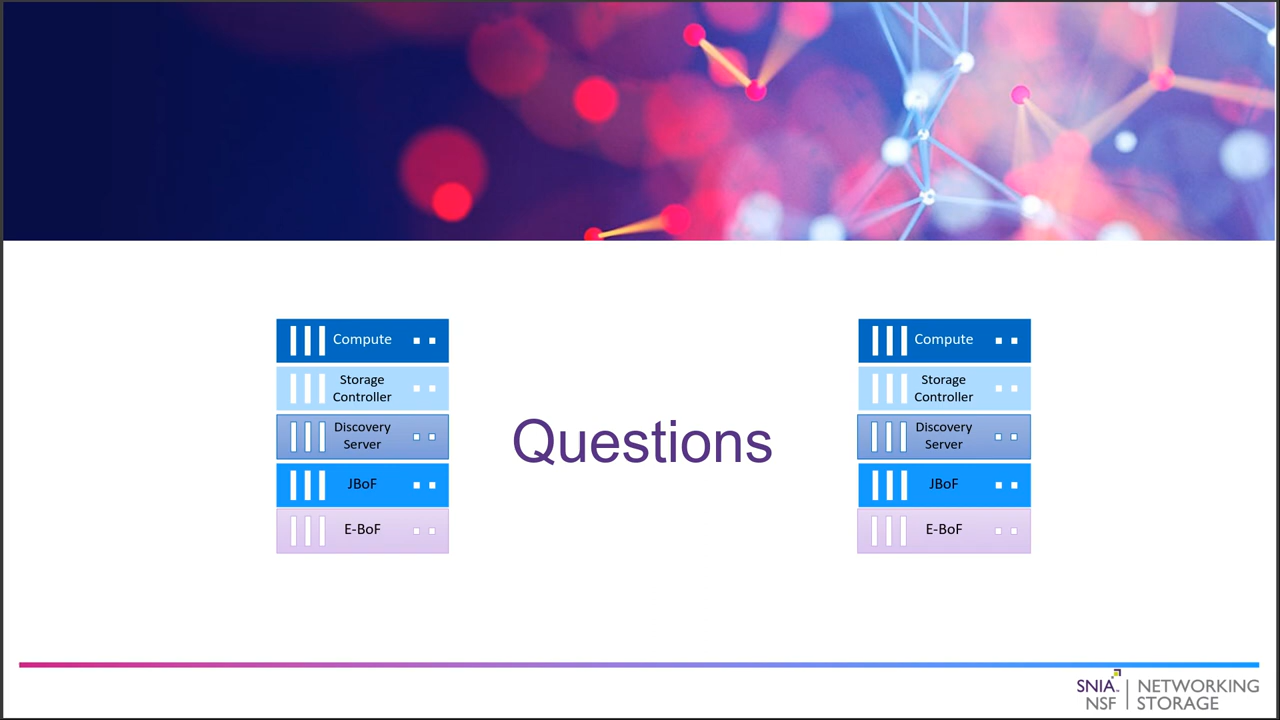 Compute
Storage
Controller
Discovery
Server
JBoF
E-BoF
Questions
Compute
Storage
Controller
Discovery
Server
JBoF
E-BoF
SNIA
NSF
NETWORKING
STORAGE